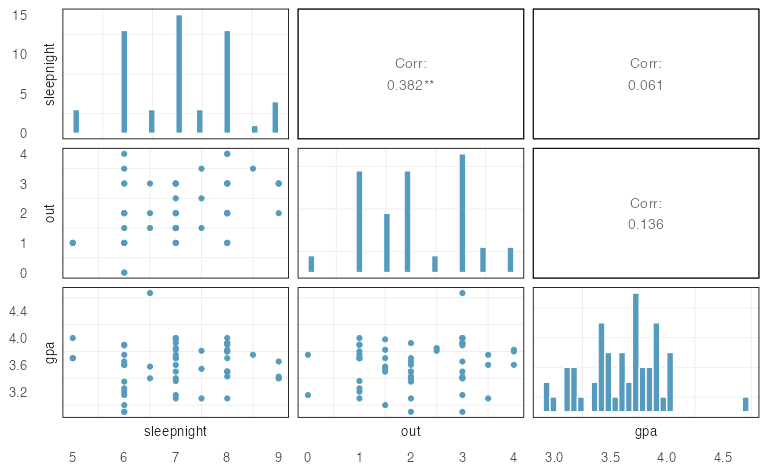 15
10
5
0
sleepnight
Corr:
0.382**
Corr:
0.061
4
3
2
1
0
out
Corr:
0.136
4.4
4.0
3.6
3.2
gpa
sleepnight
out
gpa
5 6 7 8 9
0 1 2 3 4
3.0 3.5 4.0 4.5